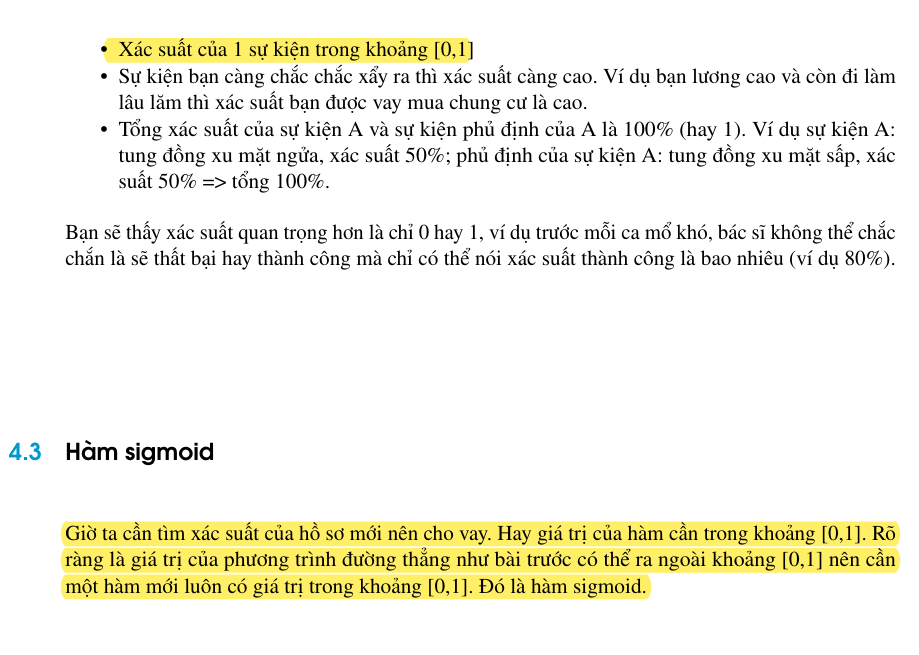 • Xác suất của 1 sự kiện trong khoảng [0,1]
• Sự kiện bạn càng chắc chắc xẩy ra thì xác suất càng cao. Ví dụ bạn lương cao và còn đi làm
lâu lăm thì xác suất bạn được vay mua chung cư là cao.
• Tổng xác suất của sự kiện A và sự kiện phủ định của A là 100% (hay 1). Ví dụ sự kiện A:
tung đồng xu mặt ngửa, xác suất 50%; phủ định của sự kiện A: tung đồng xu mặt sấp, xác
suất 50% => tổng 100%.
Bạn sẽ thấy xác suất quan trọng hơn là chỉ 0 hay 1, ví dụ trước mỗi ca mổ khó, bác sĩ không thể chắc
chắn là sẽ thất bại hay thành công mà chỉ có thể nói xác suất thành công là bao nhiêu (ví dụ 80%).
4.3 Hàm sigmoid
Giờ ta cần tìm xác suất của hồ sơ mới nên cho vay. Hay giá trị của hàm cần trong khoảng [0,1]. Rõ
ràng là giá trị của phương trình đường thẳng như bài trước có thể ra ngoài khoảng [0,1] nên cần
một hàm mới luôn có giá trị trong khoảng [0,1]. Đó là hàm sigmoid.